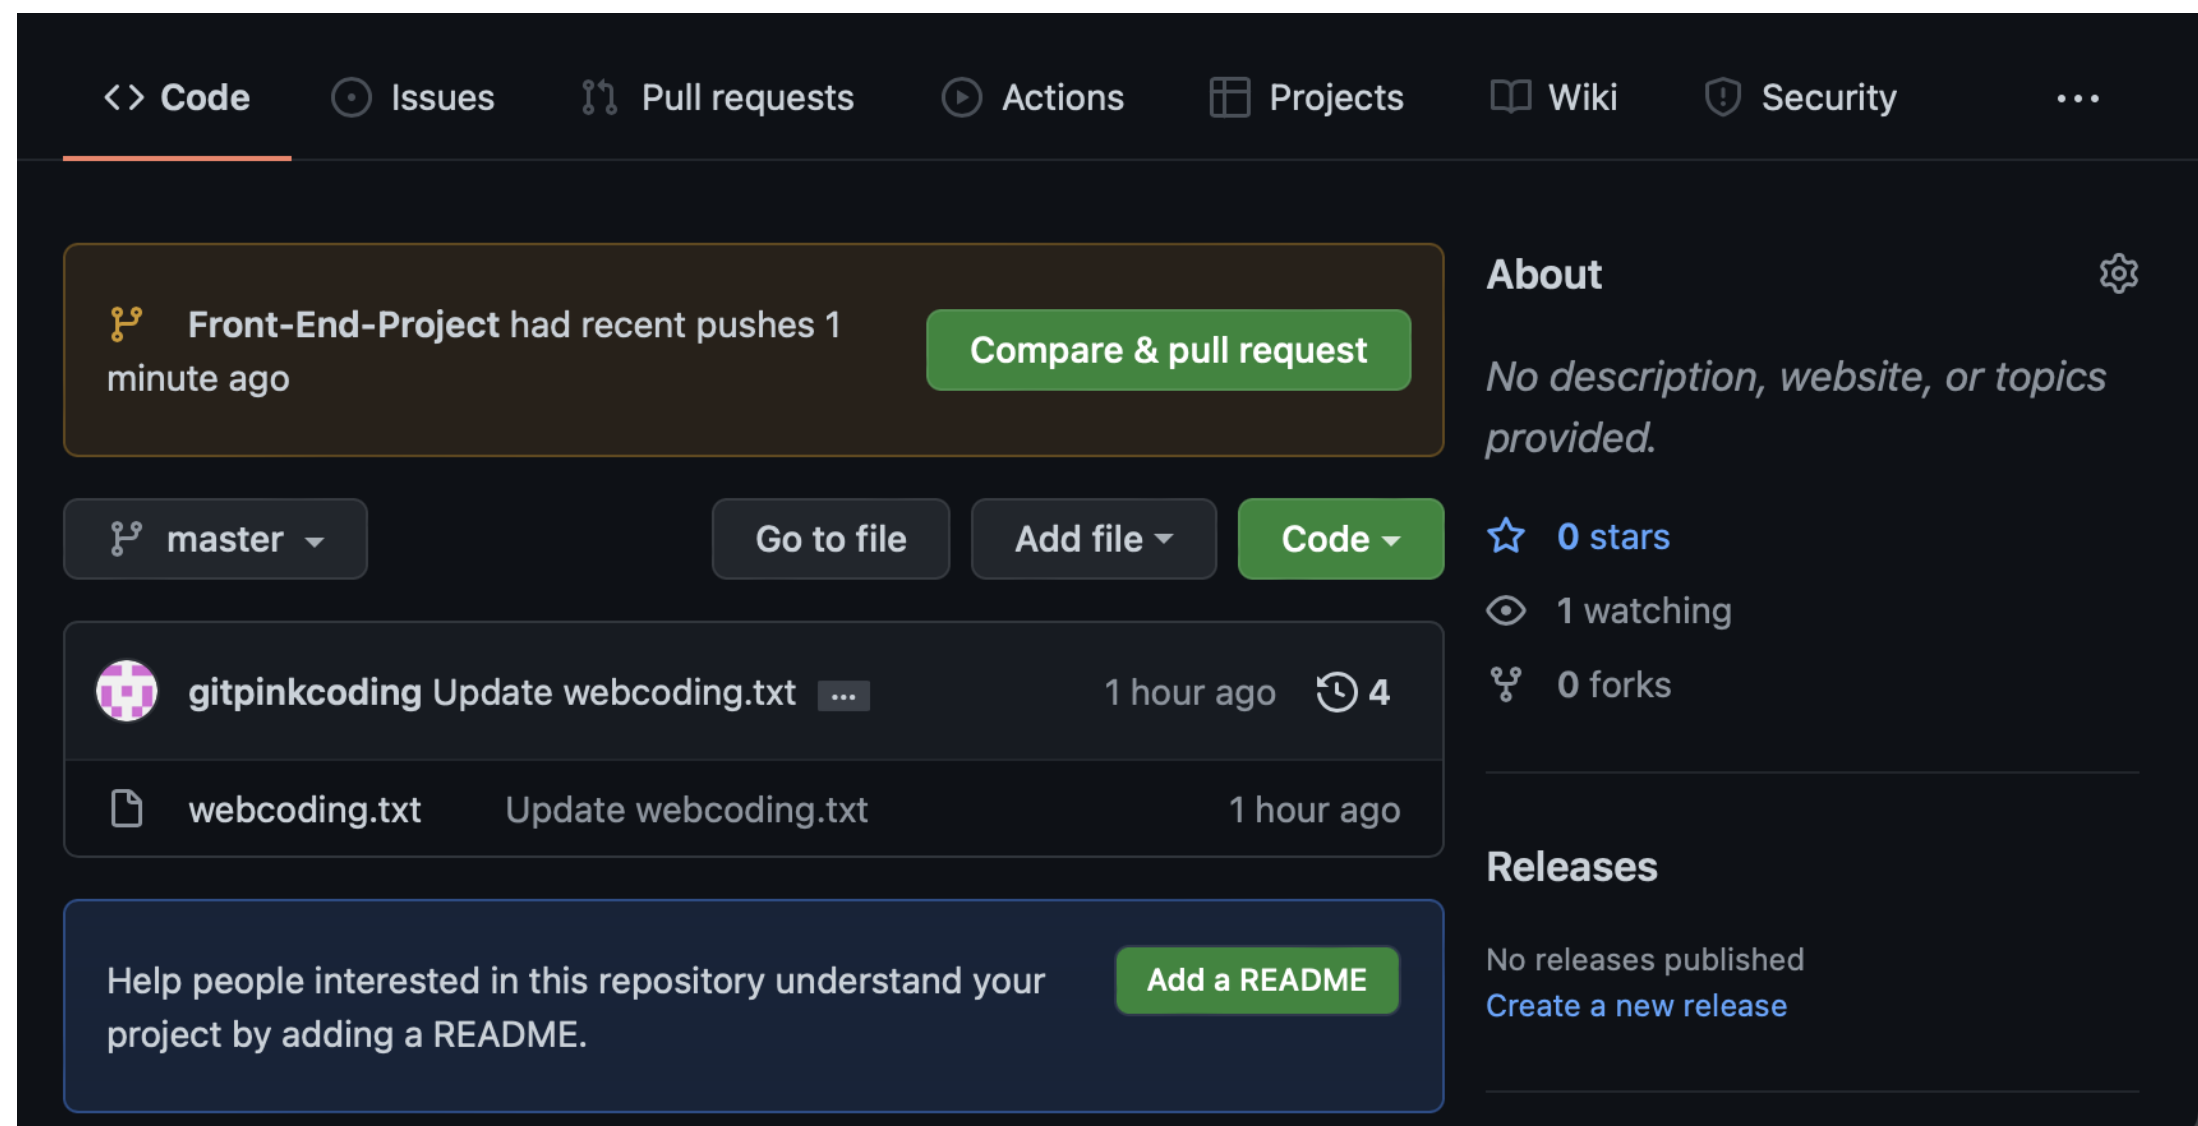 Code Issues Pull requests Actions Projects Wiki Security ...
Front-End-Project had recent pushes 1
minute ago
Compare & pull request
master
Go to file
Add file
Code
gitpinkcoding Update webcoding.txt ... 1 hour ago 4
webcoding.txt Update webcoding.txt 1 hour ago
Help people interested in this repository understand your
project by adding a README.
Add a README
About
No description, website, or topics
provided.
0 stars
1 watching
0 forks
Releases
No releases published
Create a new release